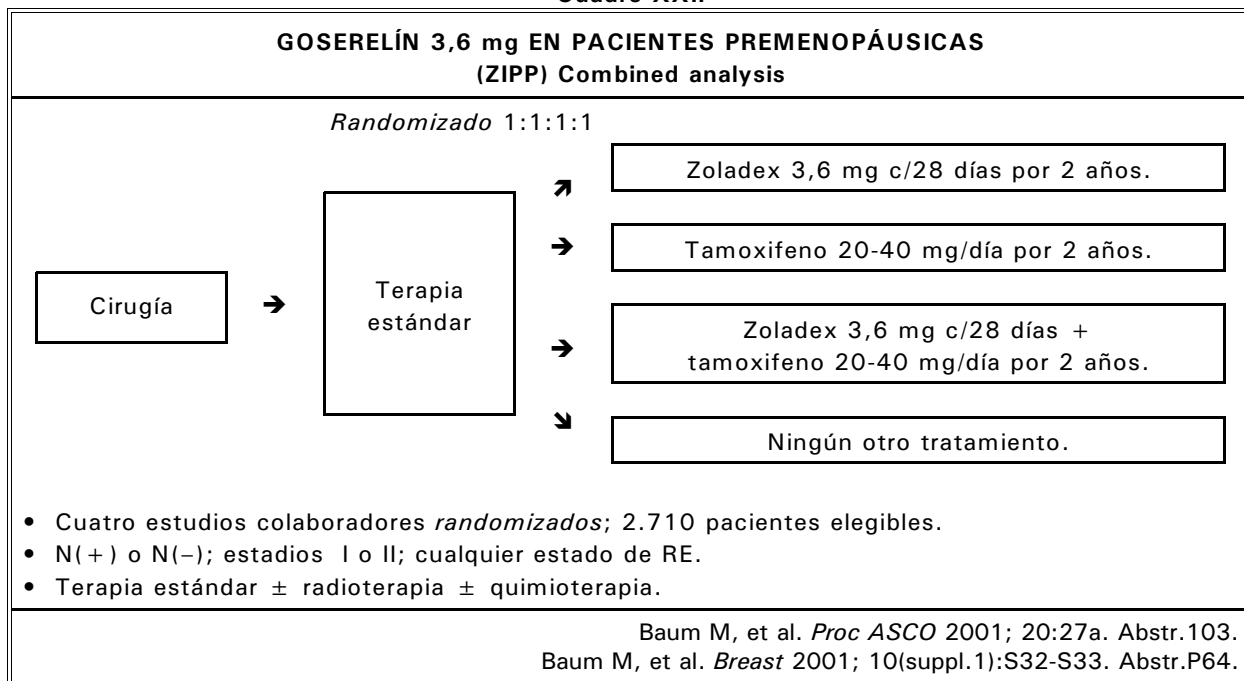 GOSERELÍN 3,6 mg EN PACIENTES PREMENOPÁUSICAS
(ZIPP) Combined analysis
Randomizado 1:1:1:1
Cirugía
➔
Terapia
estándar
Zoladex 3,6 mg c/28 días por 2 años.
➔
Tamoxifeno 20-40 mg/día por 2 años.
➔
Zoladex 3,6 mg c/28 días +
tamoxifeno 20-40 mg/día por 2 años.
Ningún otro tratamiento.
• Cuatro estudios colaboradores randomizados; 2.710 pacientes elegibles.
• N(+) o N(–); estadios I o II; cualquier estado de RE.
• Terapia estándar ± radioterapia ± quimioterapia.
Baum M, et al. Proc ASCO 2001; 20:27a. Abstr.103.
Baum M, et al. Breast 2001; 10(suppl.1):S32-S33. Abstr.P64.